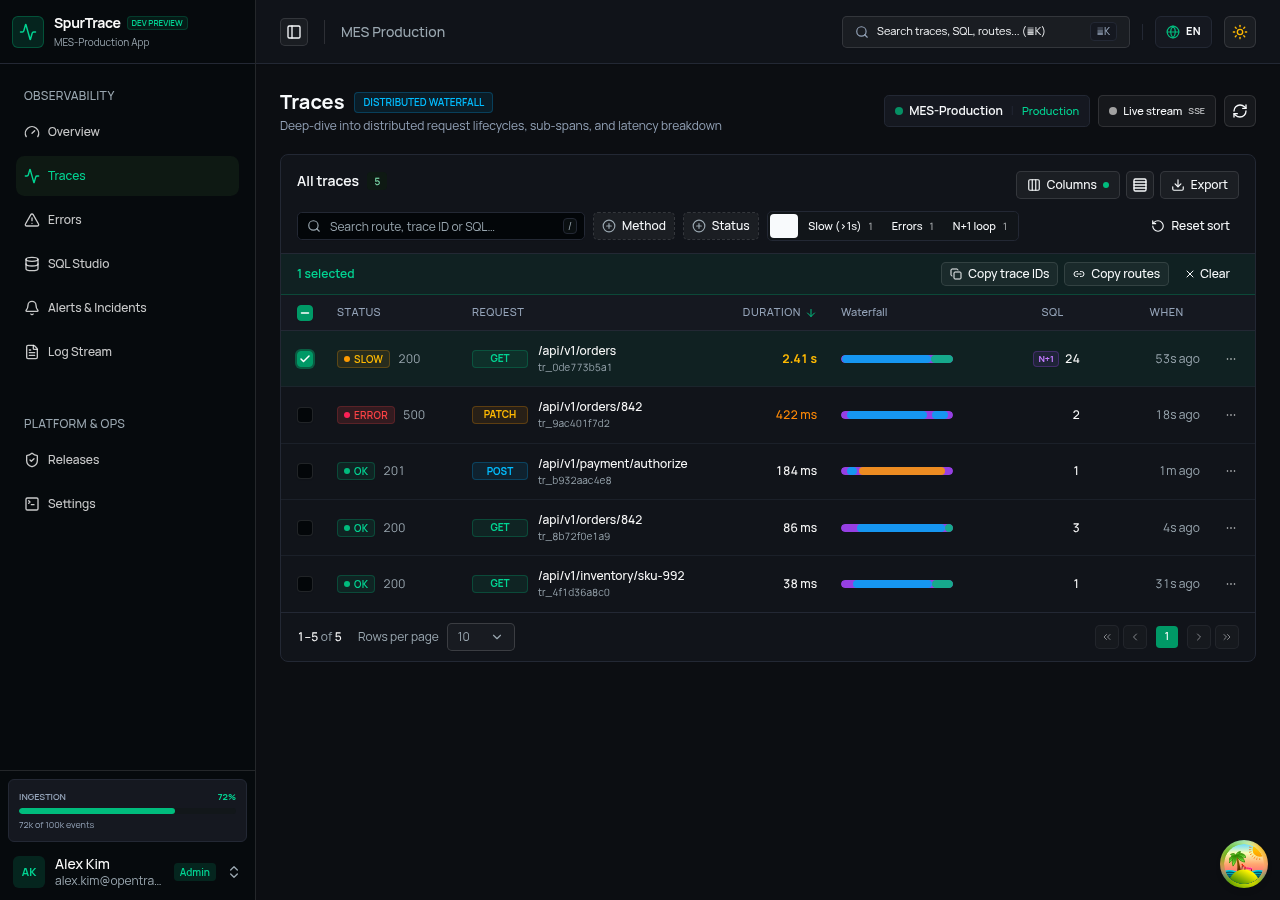 SpurTrace DEV PREVIEW
MES-Production App
MES Production
Search traces, SQL, routes... (⌘K)
⌘K
EN
OBSERVABILITY
Overview
Traces
Errors
SQL Studio
Alerts & Incidents
Log Stream
PLATFORM & OPS
Releases
Settings
INGESTION 72%
72k of 100k events
AK
Alex Kim
alex.kim@opentra...
Admin
Traces DISTRIBUTED WATERFALL
Deep-dive into distributed request lifecycles, sub-spans, and latency breakdown
MES-Production Production
Live stream SSE
All traces 5
Columns
Export
Search route, trace ID or SQL... /
Method
Status
Slow (>1s) 1
Errors 1
N+1 loop 1
Reset sort
1 selected
Copy trace IDs
Copy routes
Clear
STATUS REQUEST DURATION Waterfall SQL WHEN
SLOW 200 GET /api/v1/orders 2.41 s N+1 24 53s ago
tr_0de773b5a1
ERROR 500 PATCH /api/v1/orders/842 422 ms 2 18s ago
tr_9ac401f7d2
OK 201 POST /api/v1/payment/authorize 184 ms 1 1m ago
tr_b932aac4e8
OK 200 GET /api/v1/orders/842 86 ms 3 4s ago
tr_8b72f0e1a9
OK 200 GET /api/v1/inventory/sku-992 38 ms 1 31s ago
tr_4f1d36a8c0
1–5 of 5 Rows per page 10
« ‹ 1 › »